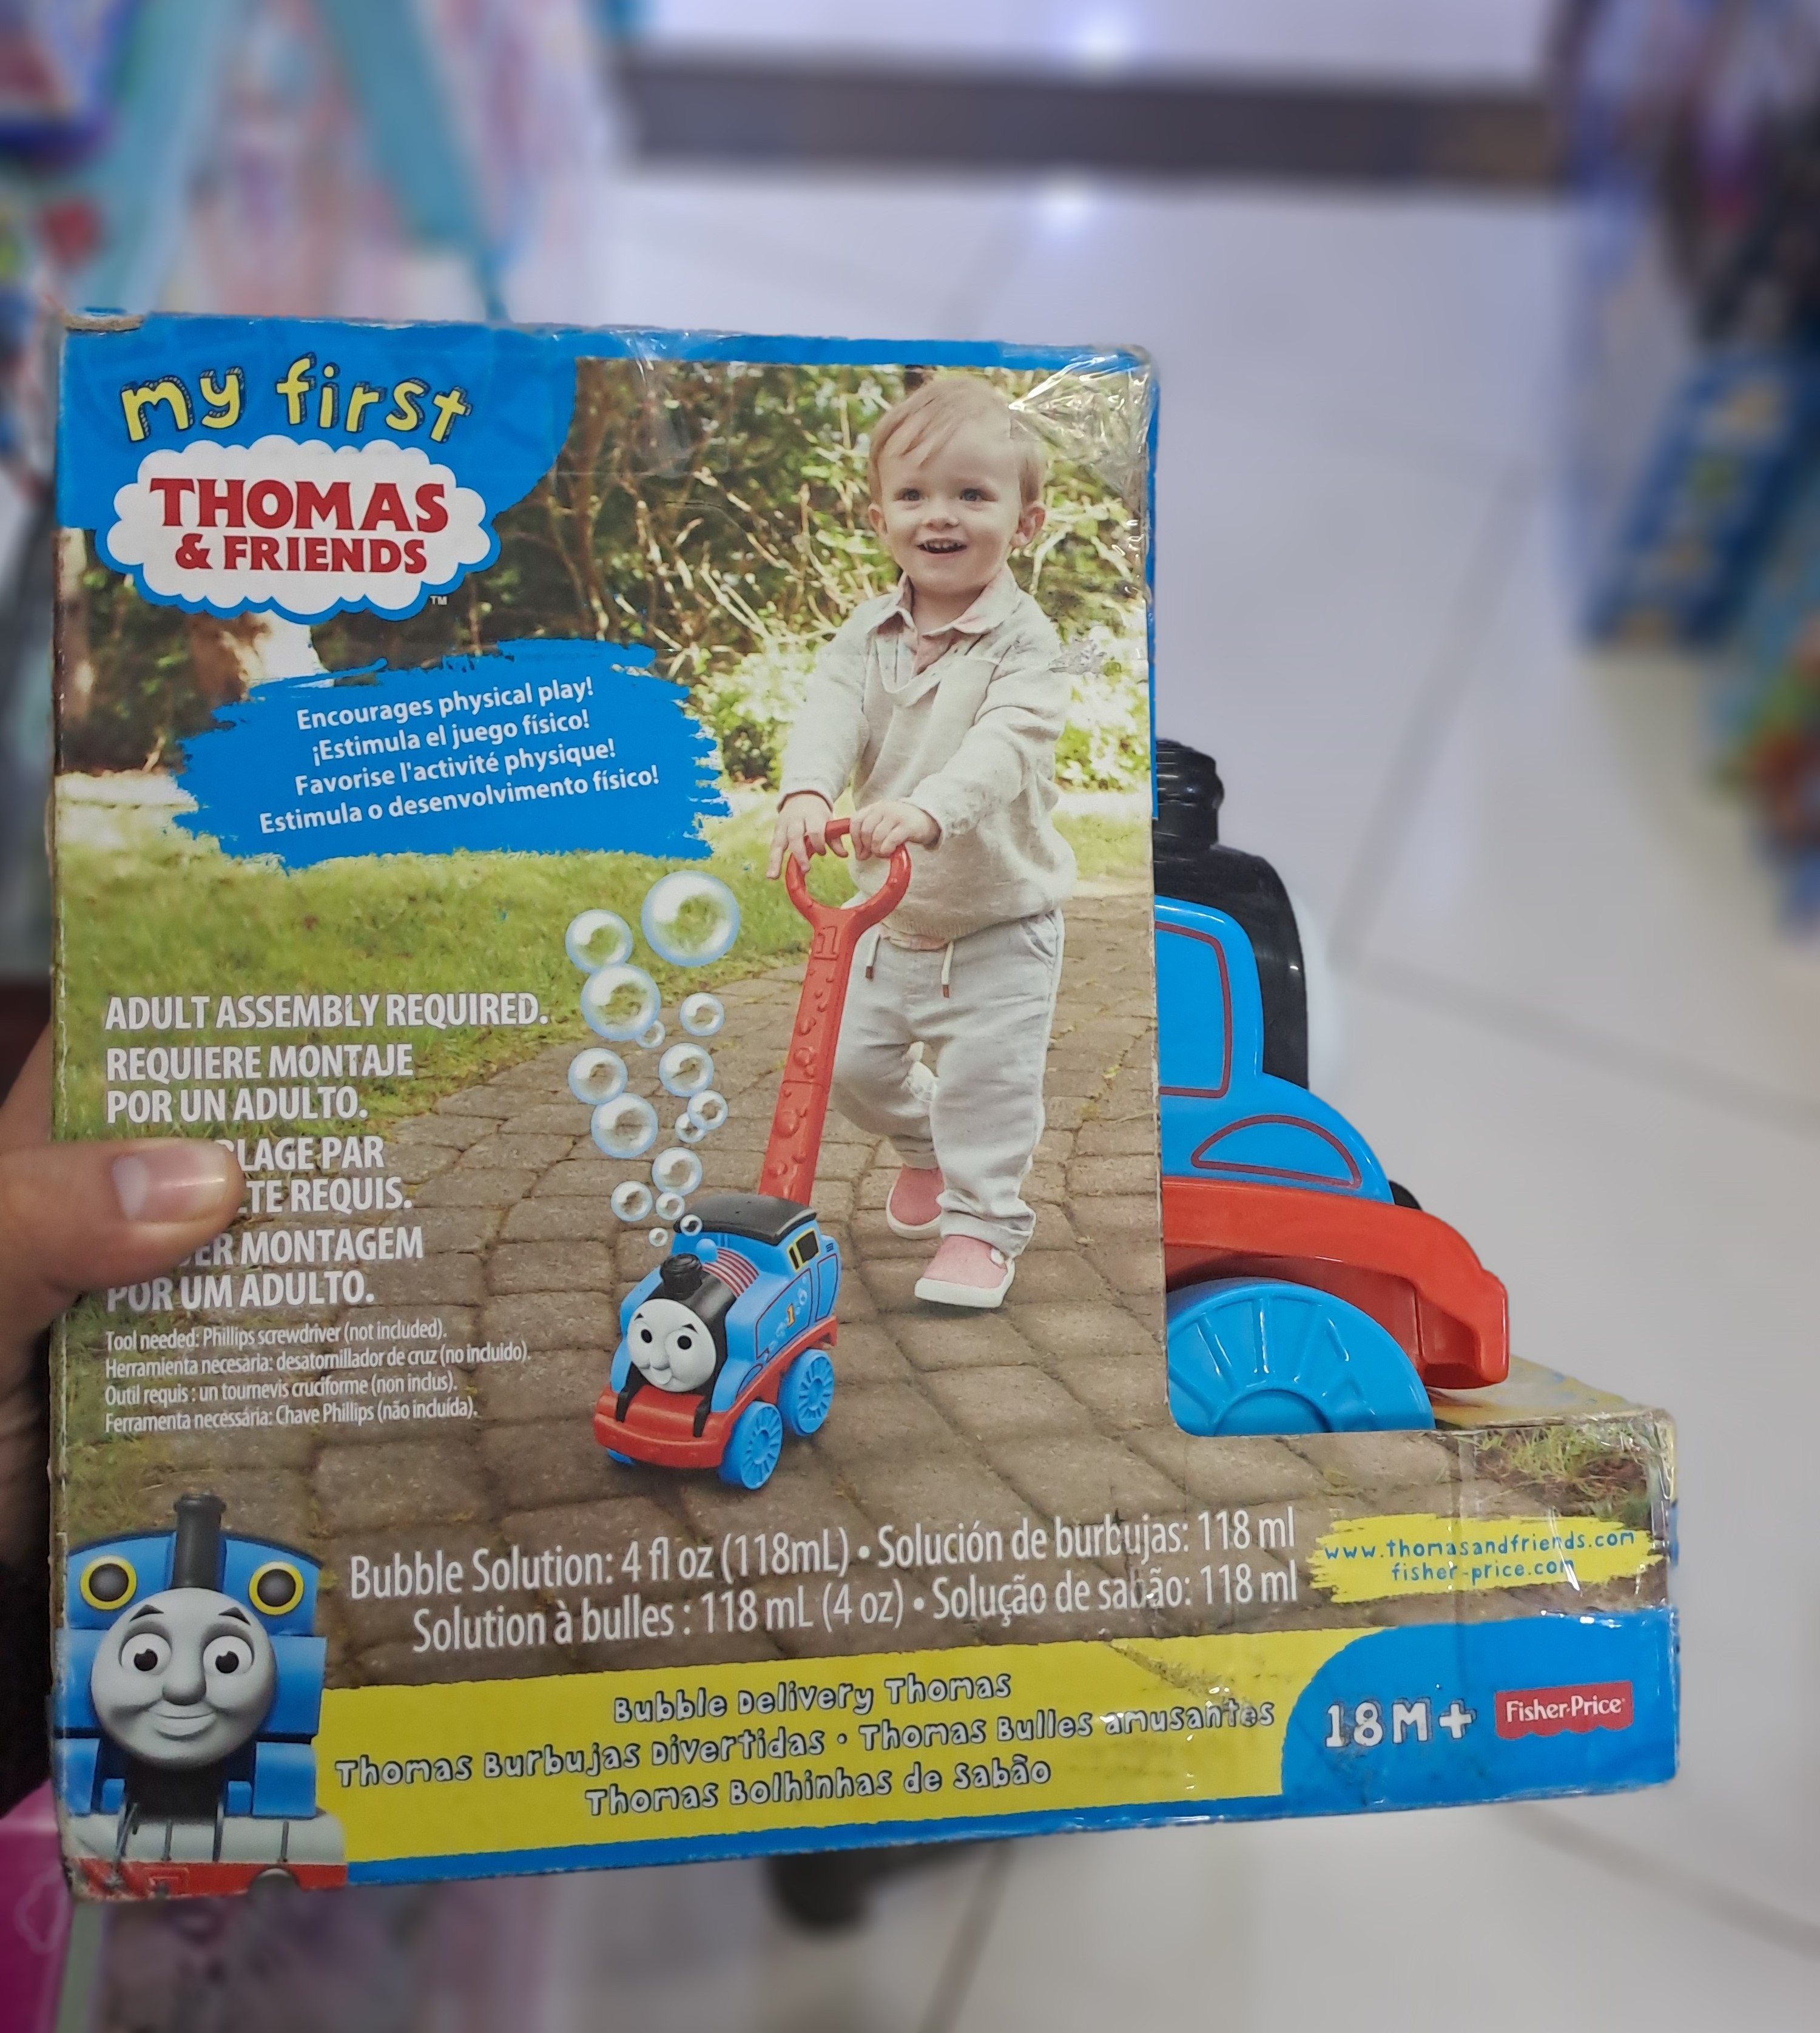 my first
THOMAS
& FRIENDS
™
Encourages physical play!
¡Estimula el juego físico!
Favorise l'activité physique!
Estimula o desenvolvimento físico!
1
ADULT ASSEMBLY REQUIRED.
REQUIERE MONTAJE
POR UN ADULTO.
PAR
REQUIS.
MONTAGEM
POR UM ADULTO.
Tool needed: Phillips screwdriver (not included).
Herramienta necesaria: desatornillador de cruz (no incluido).
Outil requis : un tournevis cruciforme (non inclus).
Ferramenta necessária: Chave Phillips (não incluída).
1
Bubble Solution: 4 fl oz (118mL) • Solución de burbujas: 118 ml
Solution à bulles : 118 mL (4 oz) • Solução de sabão: 118 ml
www.thomasandfriends.com
fisher-price.com
Bubble Delivery Thomas
Thomas Burbujas Divertidas • Thomas Bulles amusantes
Thomas Bolhinhas de Sabão
18M+
Fisher-Price